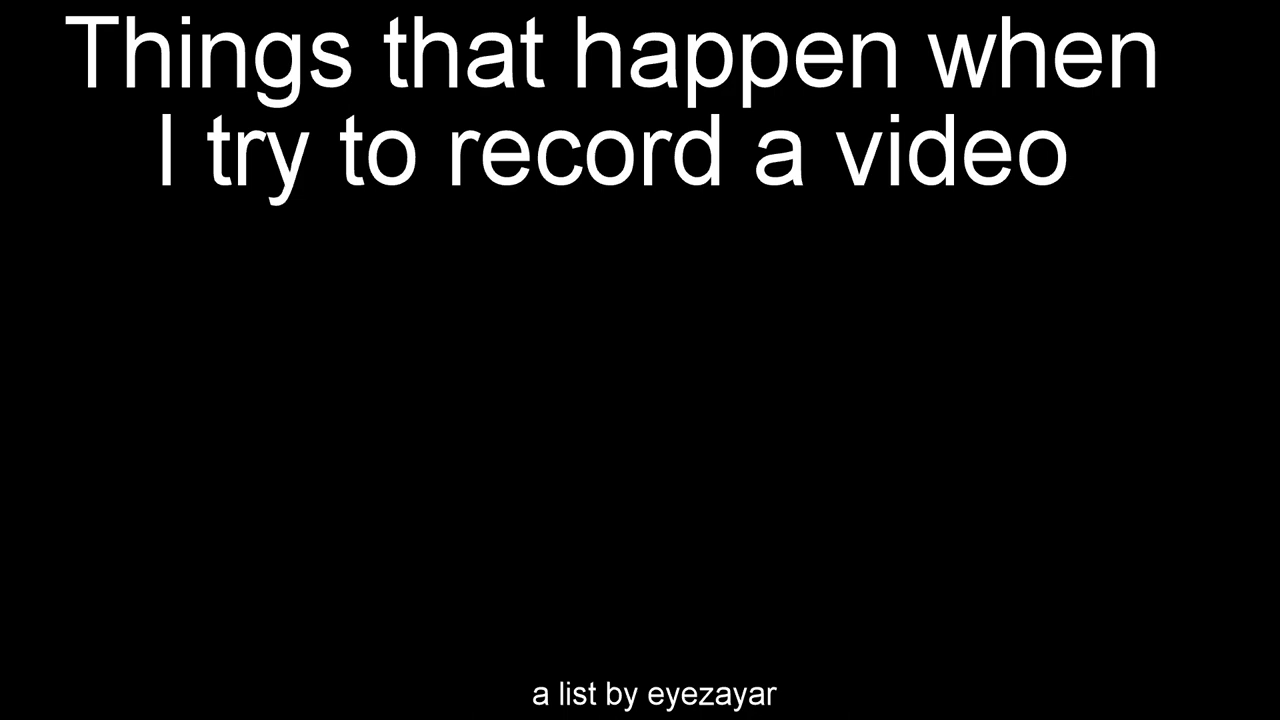 Things that happen when
I try to record a video
a list by eyezayar